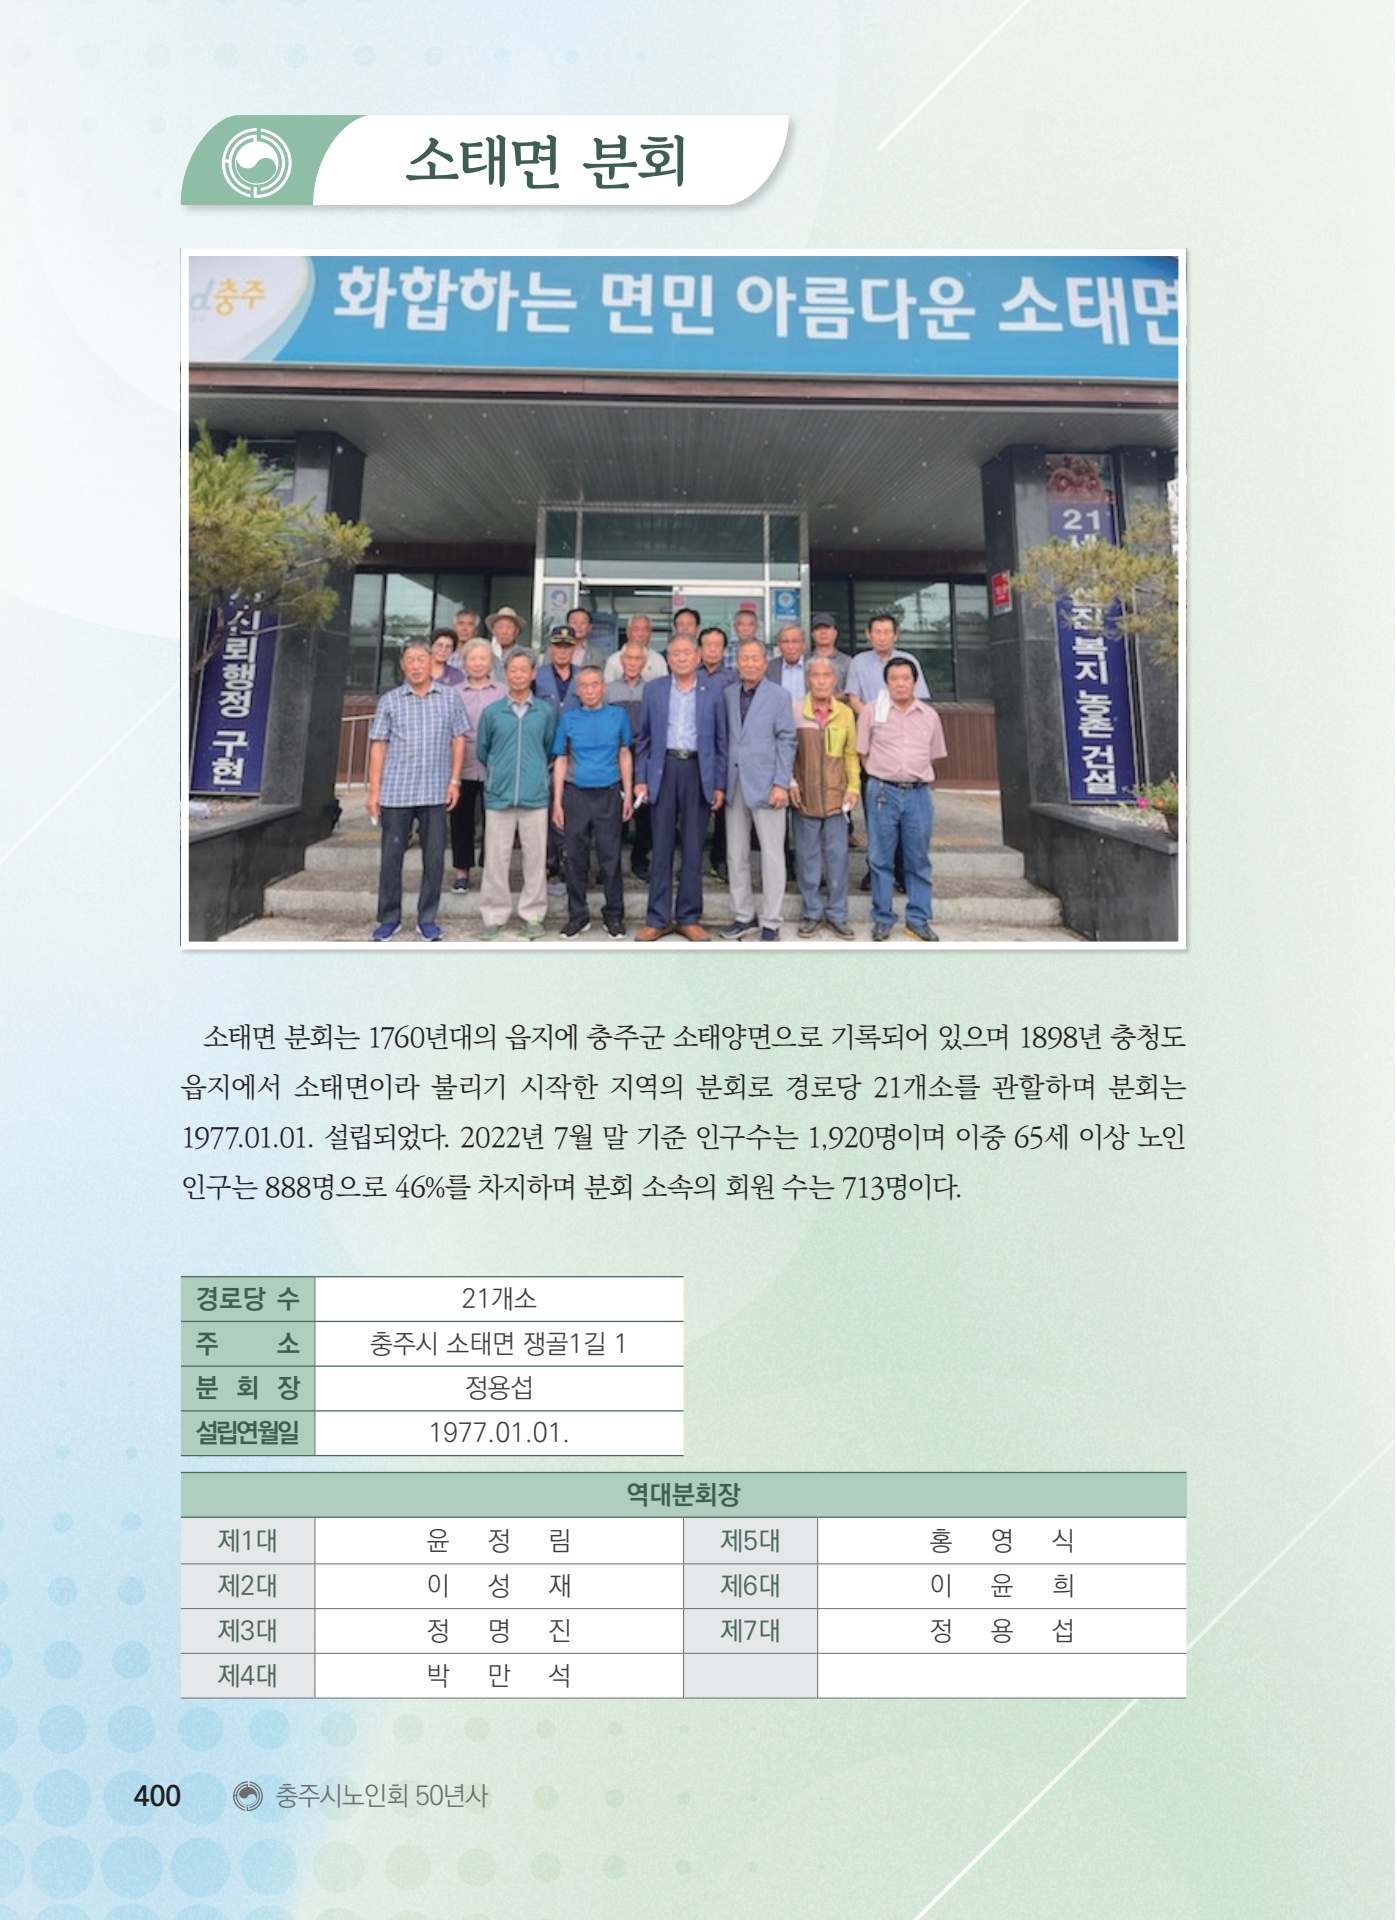 소태면 분회
충주
화합하는 면민 아름다운 소태면
신뢰행정 구현
21
복지 농촌 건설
소태면 분회는 1760년대의 읍지에 충주군 소태양면으로 기록되어 있으며 1898년 충청도
읍지에서 소태면이라 불리기 시작한 지역의 분회로 경로당 21개소를 관할하며 분회는
1977.01.01. 설립되었다. 2022년 7월 말 기준 인구수는 1,920명이며 이중 65세 이상 노인
인구는 888명으로 46%를 차지하며 분회 소속의 회원 수는 713명이다.
경로당 수 21개소
주 소 충주시 소태면 쟁골1길 1
분 회 장 정용섭
설립연월일 1977.01.01.
역대분회장
제1대 윤 정 림 제5대 홍 영 식
제2대 이 성 재 제6대 이 윤 희
제3대 정 명 진 제7대 정 용 섭
제4대 박 만 석
400 충주시노인회 50년사